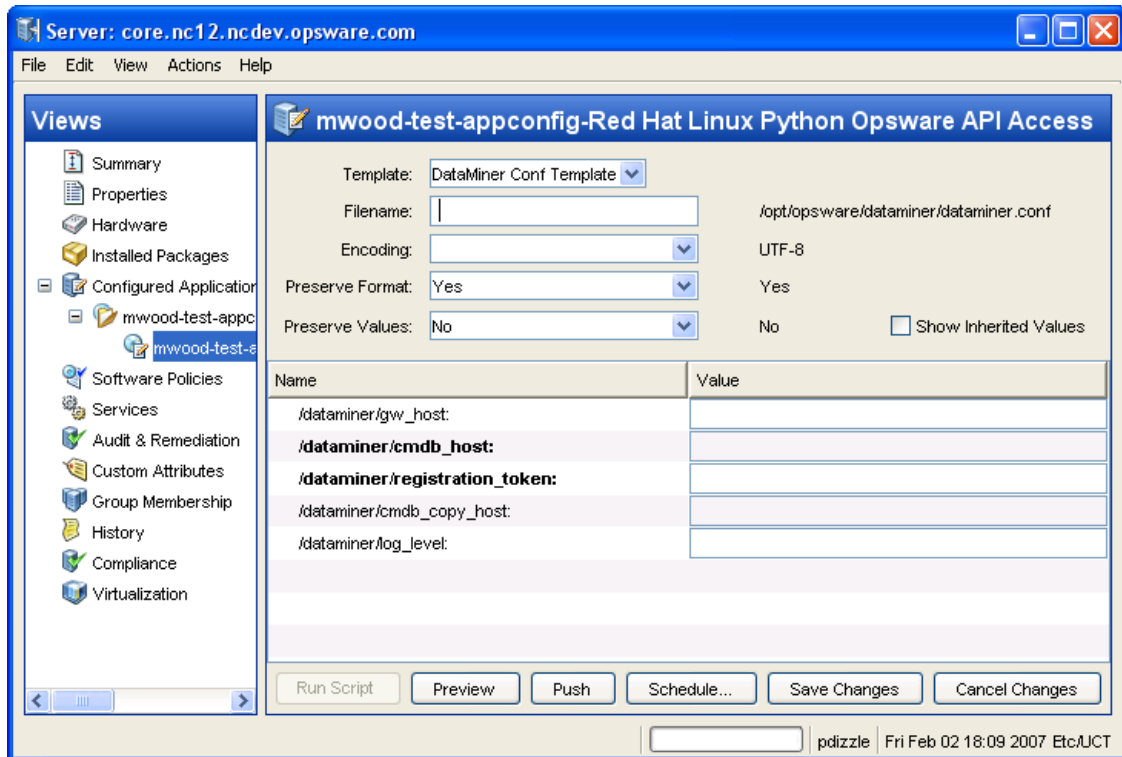 Server: core.nc12.ncdev.opsware.com
File Edit View Actions Help
Views
Summary
Properties
Hardware
Installed Packages
Configured Application
mwood-test-appc
mwood-test-a
Software Policies
Services
Audit & Remediation
Custom Attributes
Group Membership
History
Compliance
Virtualization
mwood-test-appconfig-Red Hat Linux Python Opsware API Access
Template: DataMiner Conf Template
Filename: /opt/opsware/dataminer/dataminer.conf
Encoding: UTF-8
Preserve Format: Yes Yes
Preserve Values: No No Show Inherited Values
Name Value
/dataminer/gw_host:
/dataminer/cmdb_host:
/dataminer/registration_token:
/dataminer/cmdb_copy_host:
/dataminer/log_level:
Run Script Preview Push Schedule... Save Changes Cancel Changes
pdizzle Fri Feb 02 18:09 2007 Etc/UCT